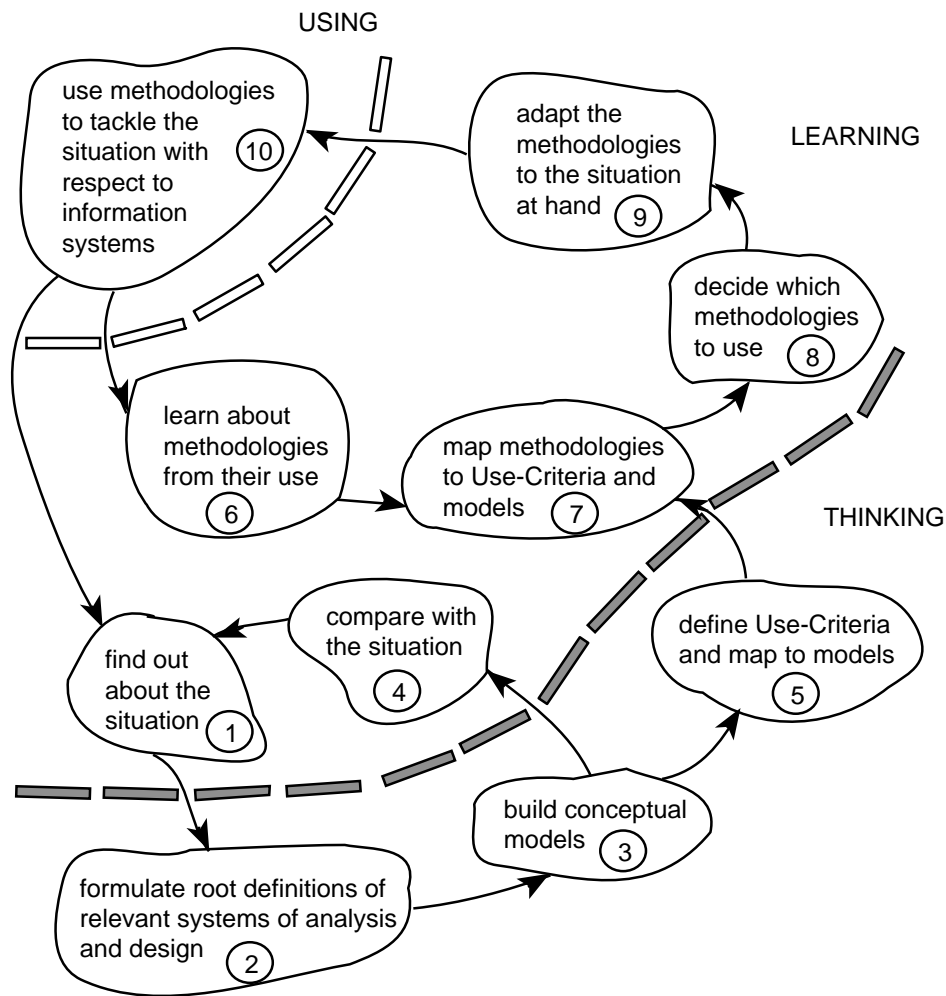 USING
use methodologies
to tackle the
situation with
respect to
information
systems
10
adapt the
methodologies
to the situation
at hand
9
LEARNING
decide which
methodologies
to use
8
learn about
methodologies
from their use
6
map methodologies
to Use-Criteria and
models
7
THINKING
compare with
the situation
4
define Use-Criteria
and map to models
5
find out
about the
situation
1
build conceptual
models
3
formulate root definitions of
relevant systems of analysis
and design
2